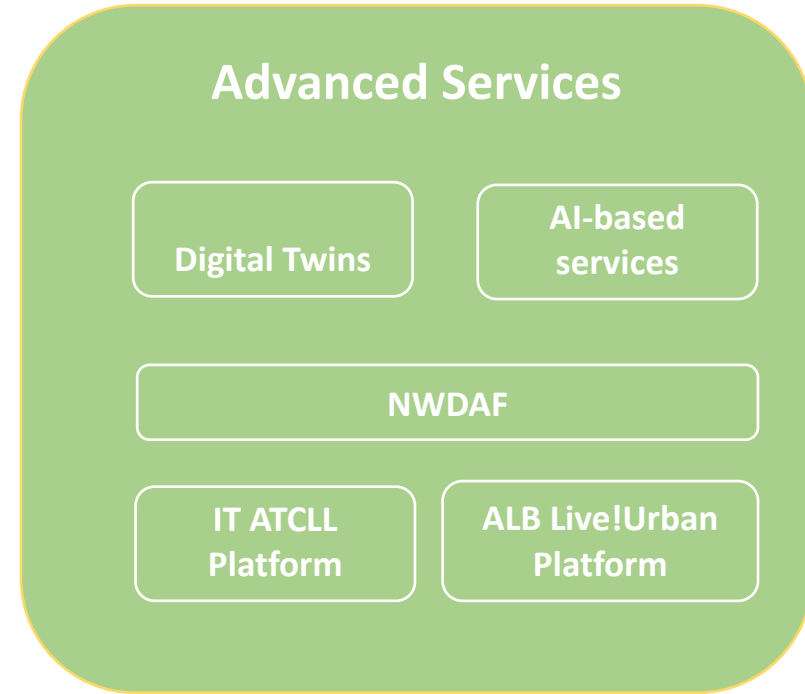 Advanced Services
Digital Twins
AI-based
services
NWDAF
IT ATCLL
Platform
ALB Live!Urban
Platform